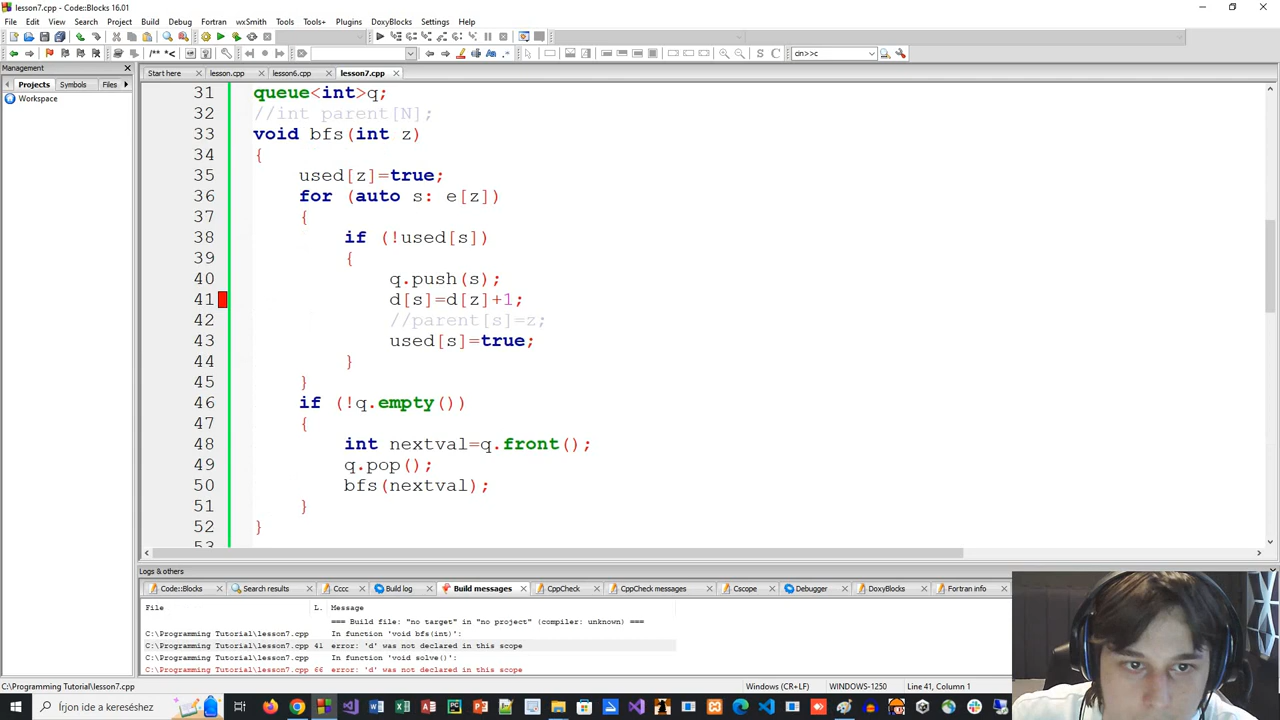 lesson7.cpp - Code::Blocks 16.01
File Edit View Search Project Build Debug Fortran wxSmith Tools Tools+ Plugins DoxyBlocks Settings Help
cin>>c
Management
Projects Symbols Files
Workspace
Start here lesson.cpp lesson6.cpp lesson7.cpp
31 queue<int>q;
32 //int parent[N];
33 void bfs(int z)
34 {
35 used[z]=true;
36 for (auto s: e[z])
37 {
38 if (!used[s])
39 {
40 q.push(s);
41 d[s]=d[z]+1;
42 //parent[s]=z;
43 used[s]=true;
44 }
45 }
46 if (!q.empty())
47 {
48 int nextval=q.front();
49 q.pop();
50 bfs(nextval);
51 }
52 }
53
Logs & others
Code::Blocks Search results Cccc Build log Build messages CppCheck CppCheck messages Cscope Debugger DoxyBlocks Fortran info
File L. Message
=== Build file: "no target" in "no project" (compiler: unknown) ===
C:\Programming Tutorial\lesson7.cpp In function 'void bfs(int)':
C:\Programming Tutorial\lesson7.cpp 41 error: 'd' was not declared in this scope
C:\Programming Tutorial\lesson7.cpp In function 'void solve()':
C:\Programming Tutorial\lesson7.cpp 66 error: 'd' was not declared in this scope
C:\Programming Tutorial\lesson7.cpp Windows (CR+LF) WINDOWS-1250 Line 41, Column 1
Írjon ide a kereséshez